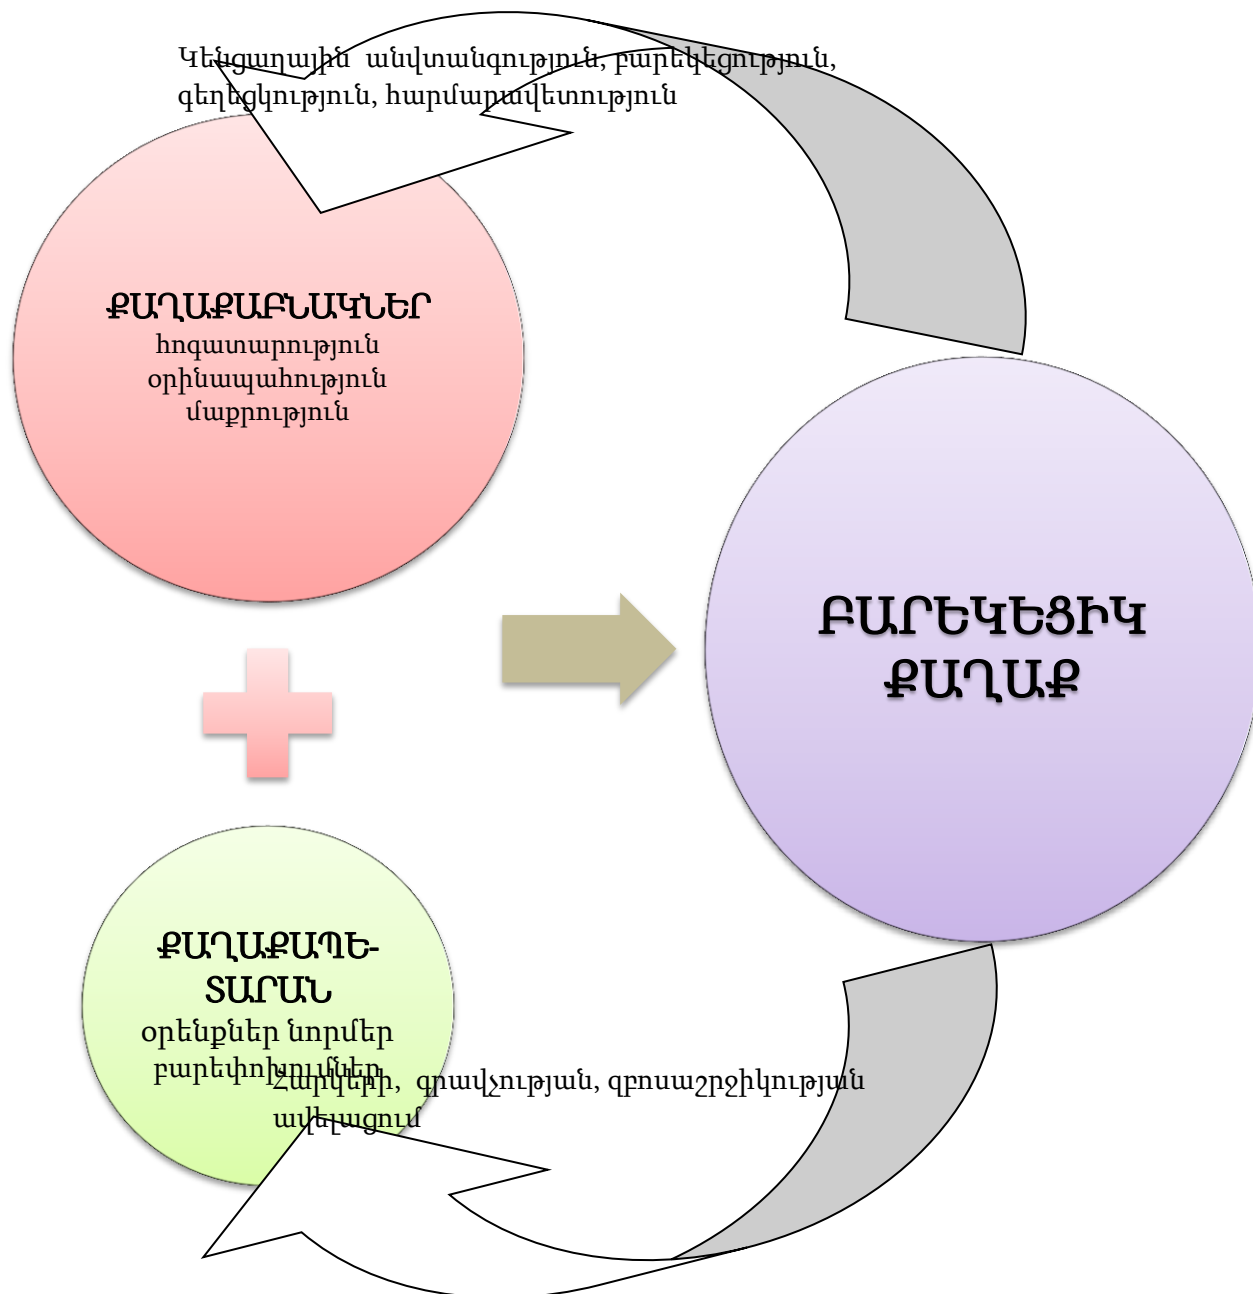 Կենցաղային անվտանգություն, բարեկեցություն,
գեղեցկություն, հարմարավետություն
ՔԱՂԱՔԱԲՆԱԿՆԵՐ
հոգատարություն
օրինապահություն
մաքրություն
ԲԱՐԵԿԵՑԻԿ
ՔԱՂԱՔ
ՔԱՂԱՔԱՊԵ-
ՏԱՐԱՆ
օրենքներ նորմեր
բարեփոխումներ
Հարկերի, գրավչության, զբոսաշրջիկության
ավելացում